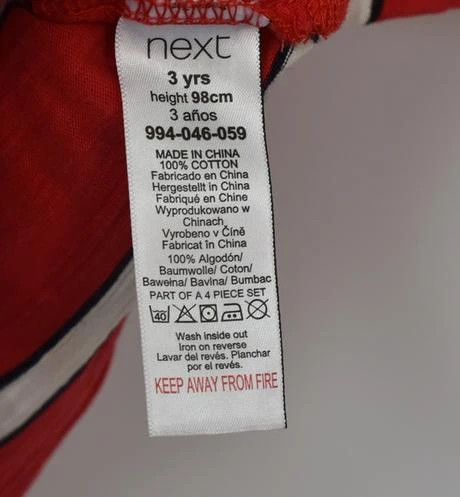 next
3 yrs
height 98cm
3 años
994-046-059
MADE IN CHINA
100% COTTON
Fabricado en China
Hergestellt in China
Fabriqué en Chine
Wyprodukowano w
Chinach
Vyrobeno v Číně
Fabricat în China
100% Algodón/
Baumwolle/ Coton/
Bawełna/ Bavlna/ Bumbac
PART OF A 4 PIECE SET
40
Wash inside out
Iron on reverse
Lavar del revés. Planchar
por el revés.
KEEP AWAY FROM FIRE